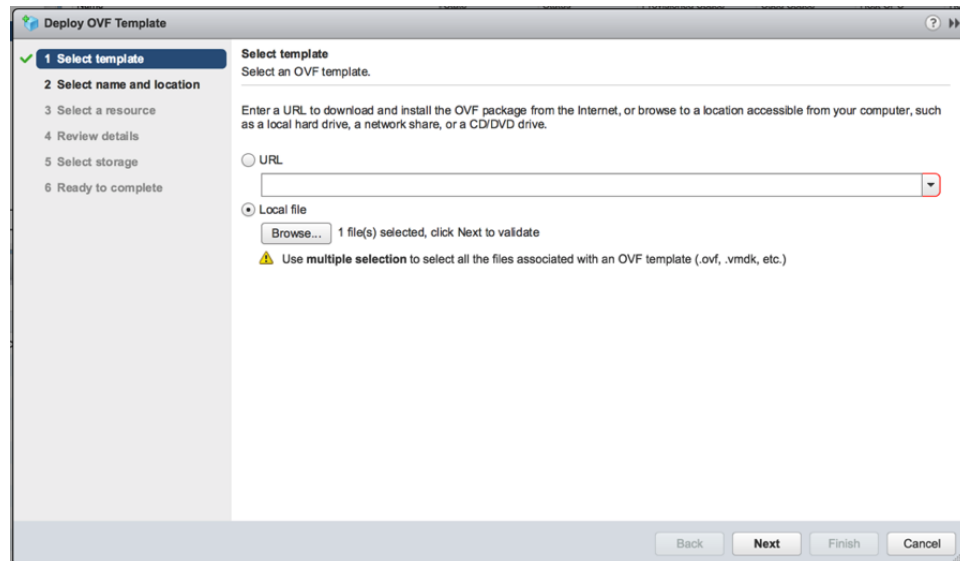 Deploy OVF Template
1 Select template
2 Select name and location
3 Select a resource
4 Review details
5 Select storage
6 Ready to complete
Select template
Select an OVF template.
Enter a URL to download and install the OVF package from the Internet, or browse to a location accessible from your computer, such
as a local hard drive, a network share, or a CD/DVD drive.
URL
Local file
Browse... 1 file(s) selected, click Next to validate
Use multiple selection to select all the files associated with an OVF template (.ovf, .vmdk, etc.)
Back Next Finish Cancel